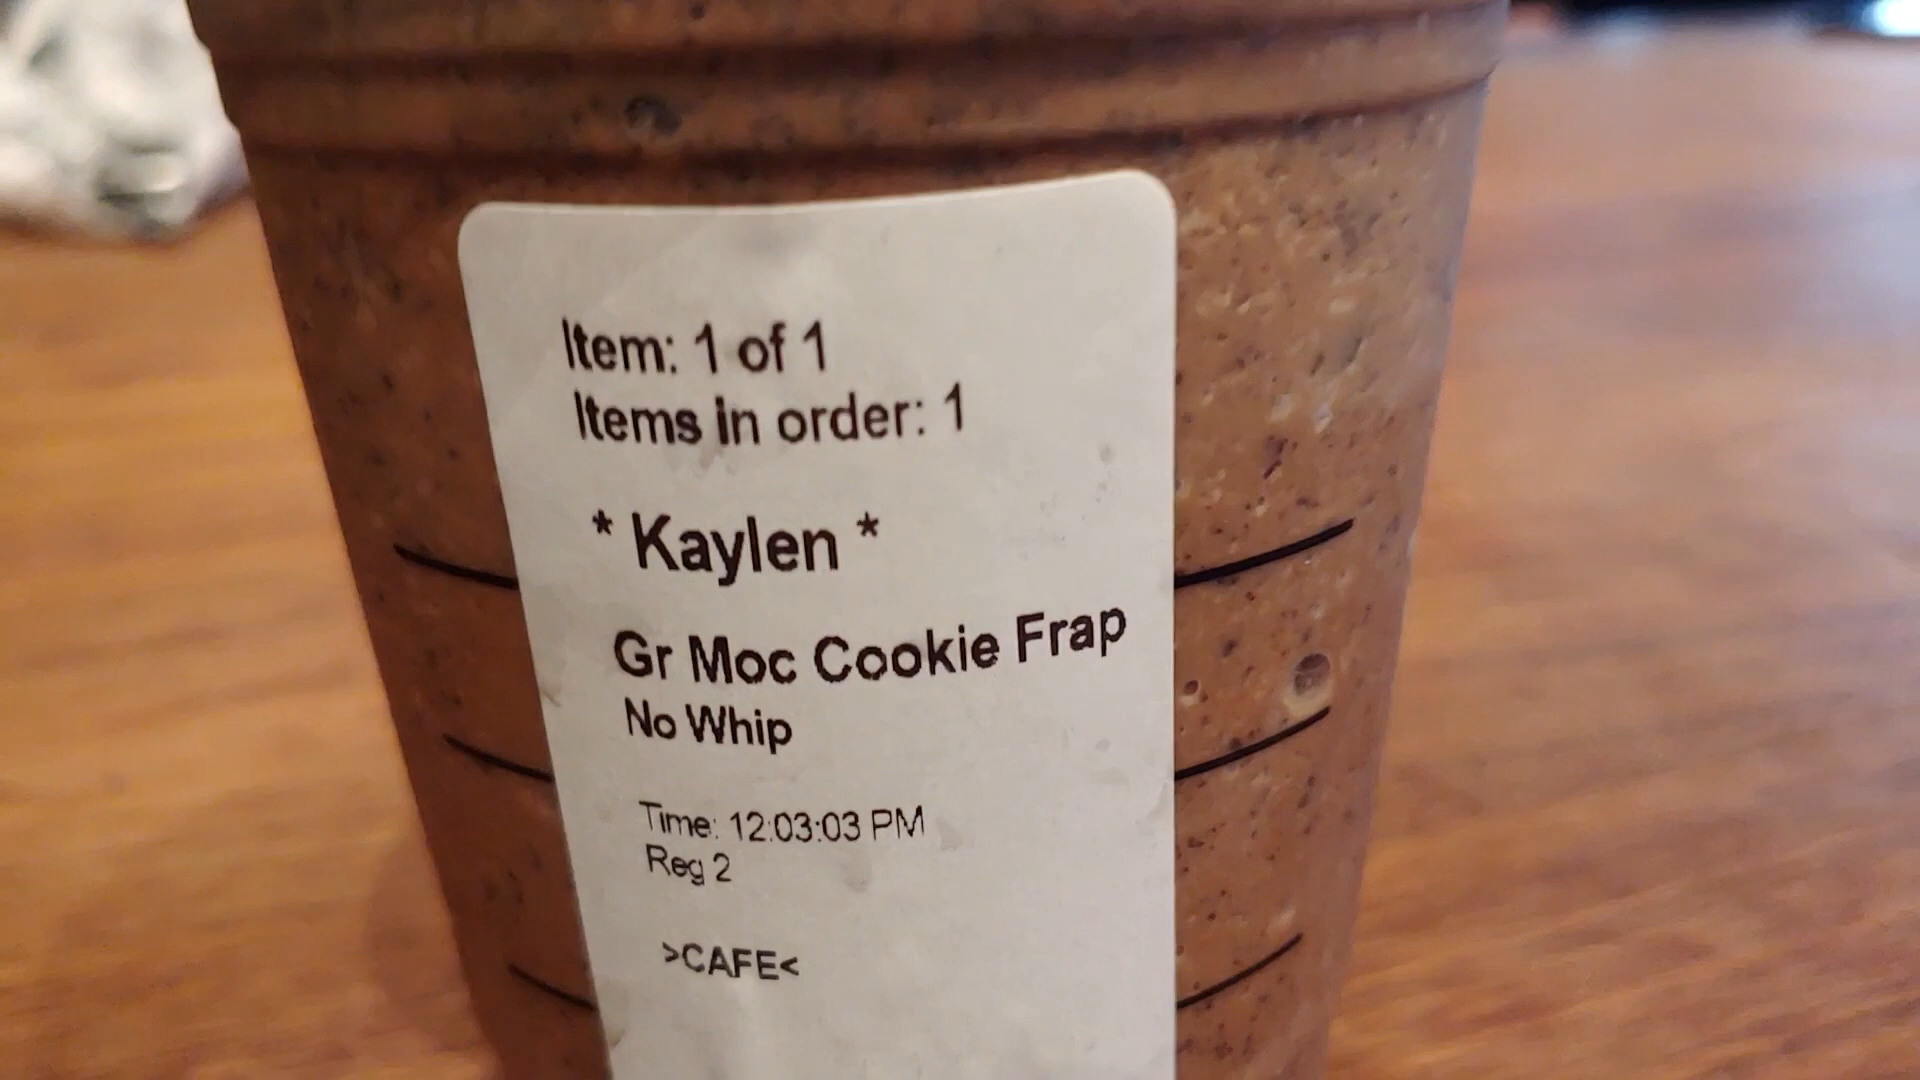 Item: 1 of 1
Items in order: 1
* Kaylen *
Gr Moc Cookie Frap
No Whip
Time: 12:03:03 PM
Reg 2
>CAFE<